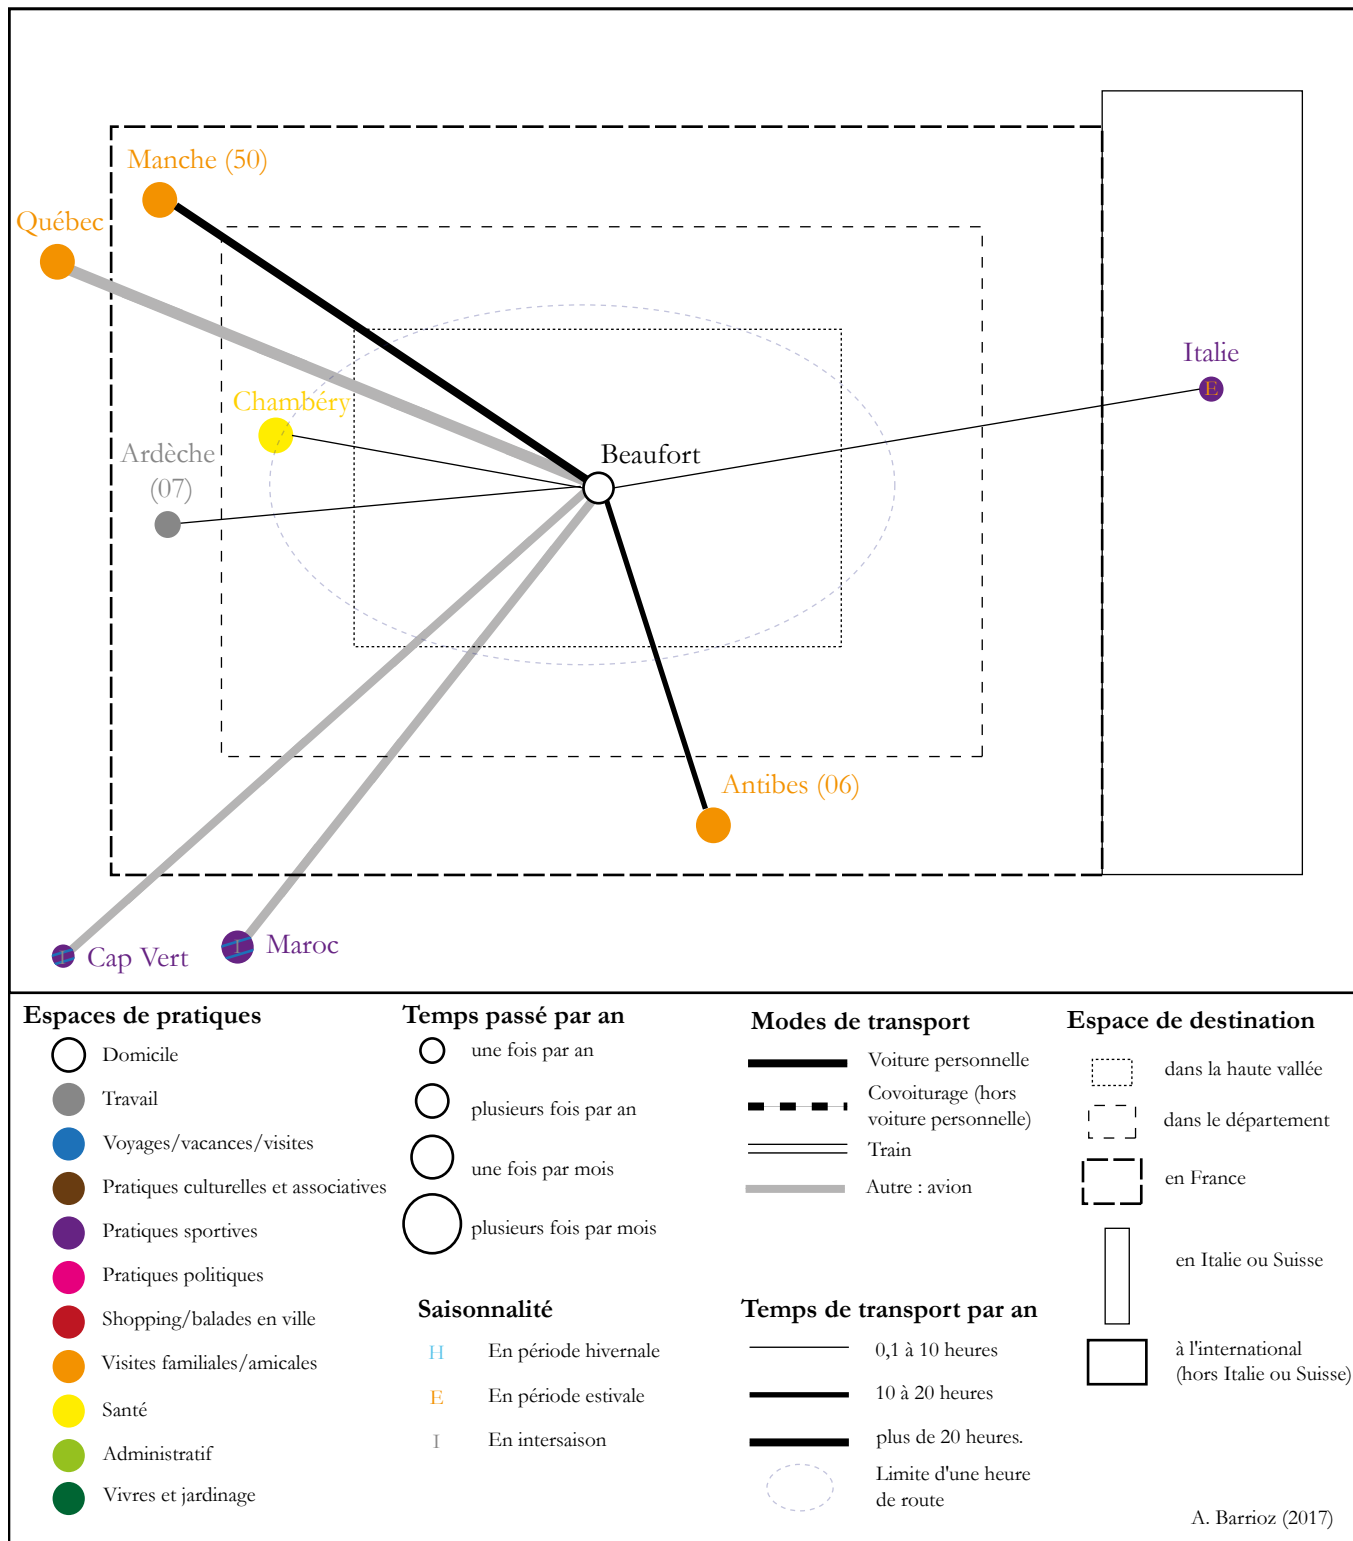 Manche (50)
Québec
Italie
E
Chambéry
Ardèche
(07)
Beaufort
Antibes (06)
I
Cap Vert
I
Maroc
Espaces de pratiques
Domicile
Travail
Voyages/vacances/visites
Pratiques culturelles et associatives
Pratiques sportives
Pratiques politiques
Shopping/balades en ville
Visites familiales/amicales
Santé
Administratif
Vivres et jardinage
Temps passé par an
une fois par an
plusieurs fois par an
une fois par mois
plusieurs fois par mois
Saisonnalité
H En période hivernale
E En période estivale
I En intersaison
Modes de transport
Voiture personnelle
Covoiturage (hors
voiture personnelle)
Train
Autre : avion
Temps de transport par an
0,1 à 10 heures
10 à 20 heures
plus de 20 heures.
Limite d'une heure
de route
Espace de destination
dans la haute vallée
dans le département
en France
en Italie ou Suisse
à l'international
(hors Italie ou Suisse)
A. Barrioz (2017)